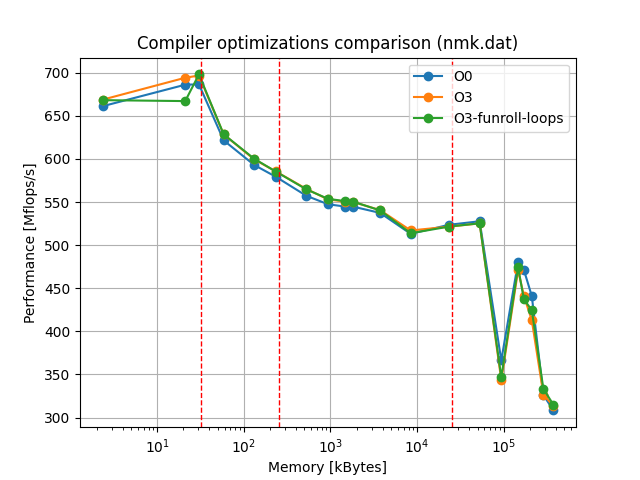 Compiler optimizations comparison (nmk.dat)
Performance [Mflops/s]
700
650
600
550
500
450
400
350
300
O0
O3
O3-funroll-loops
10¹ 10² 10³ 10⁴ 10⁵
Memory [kBytes]